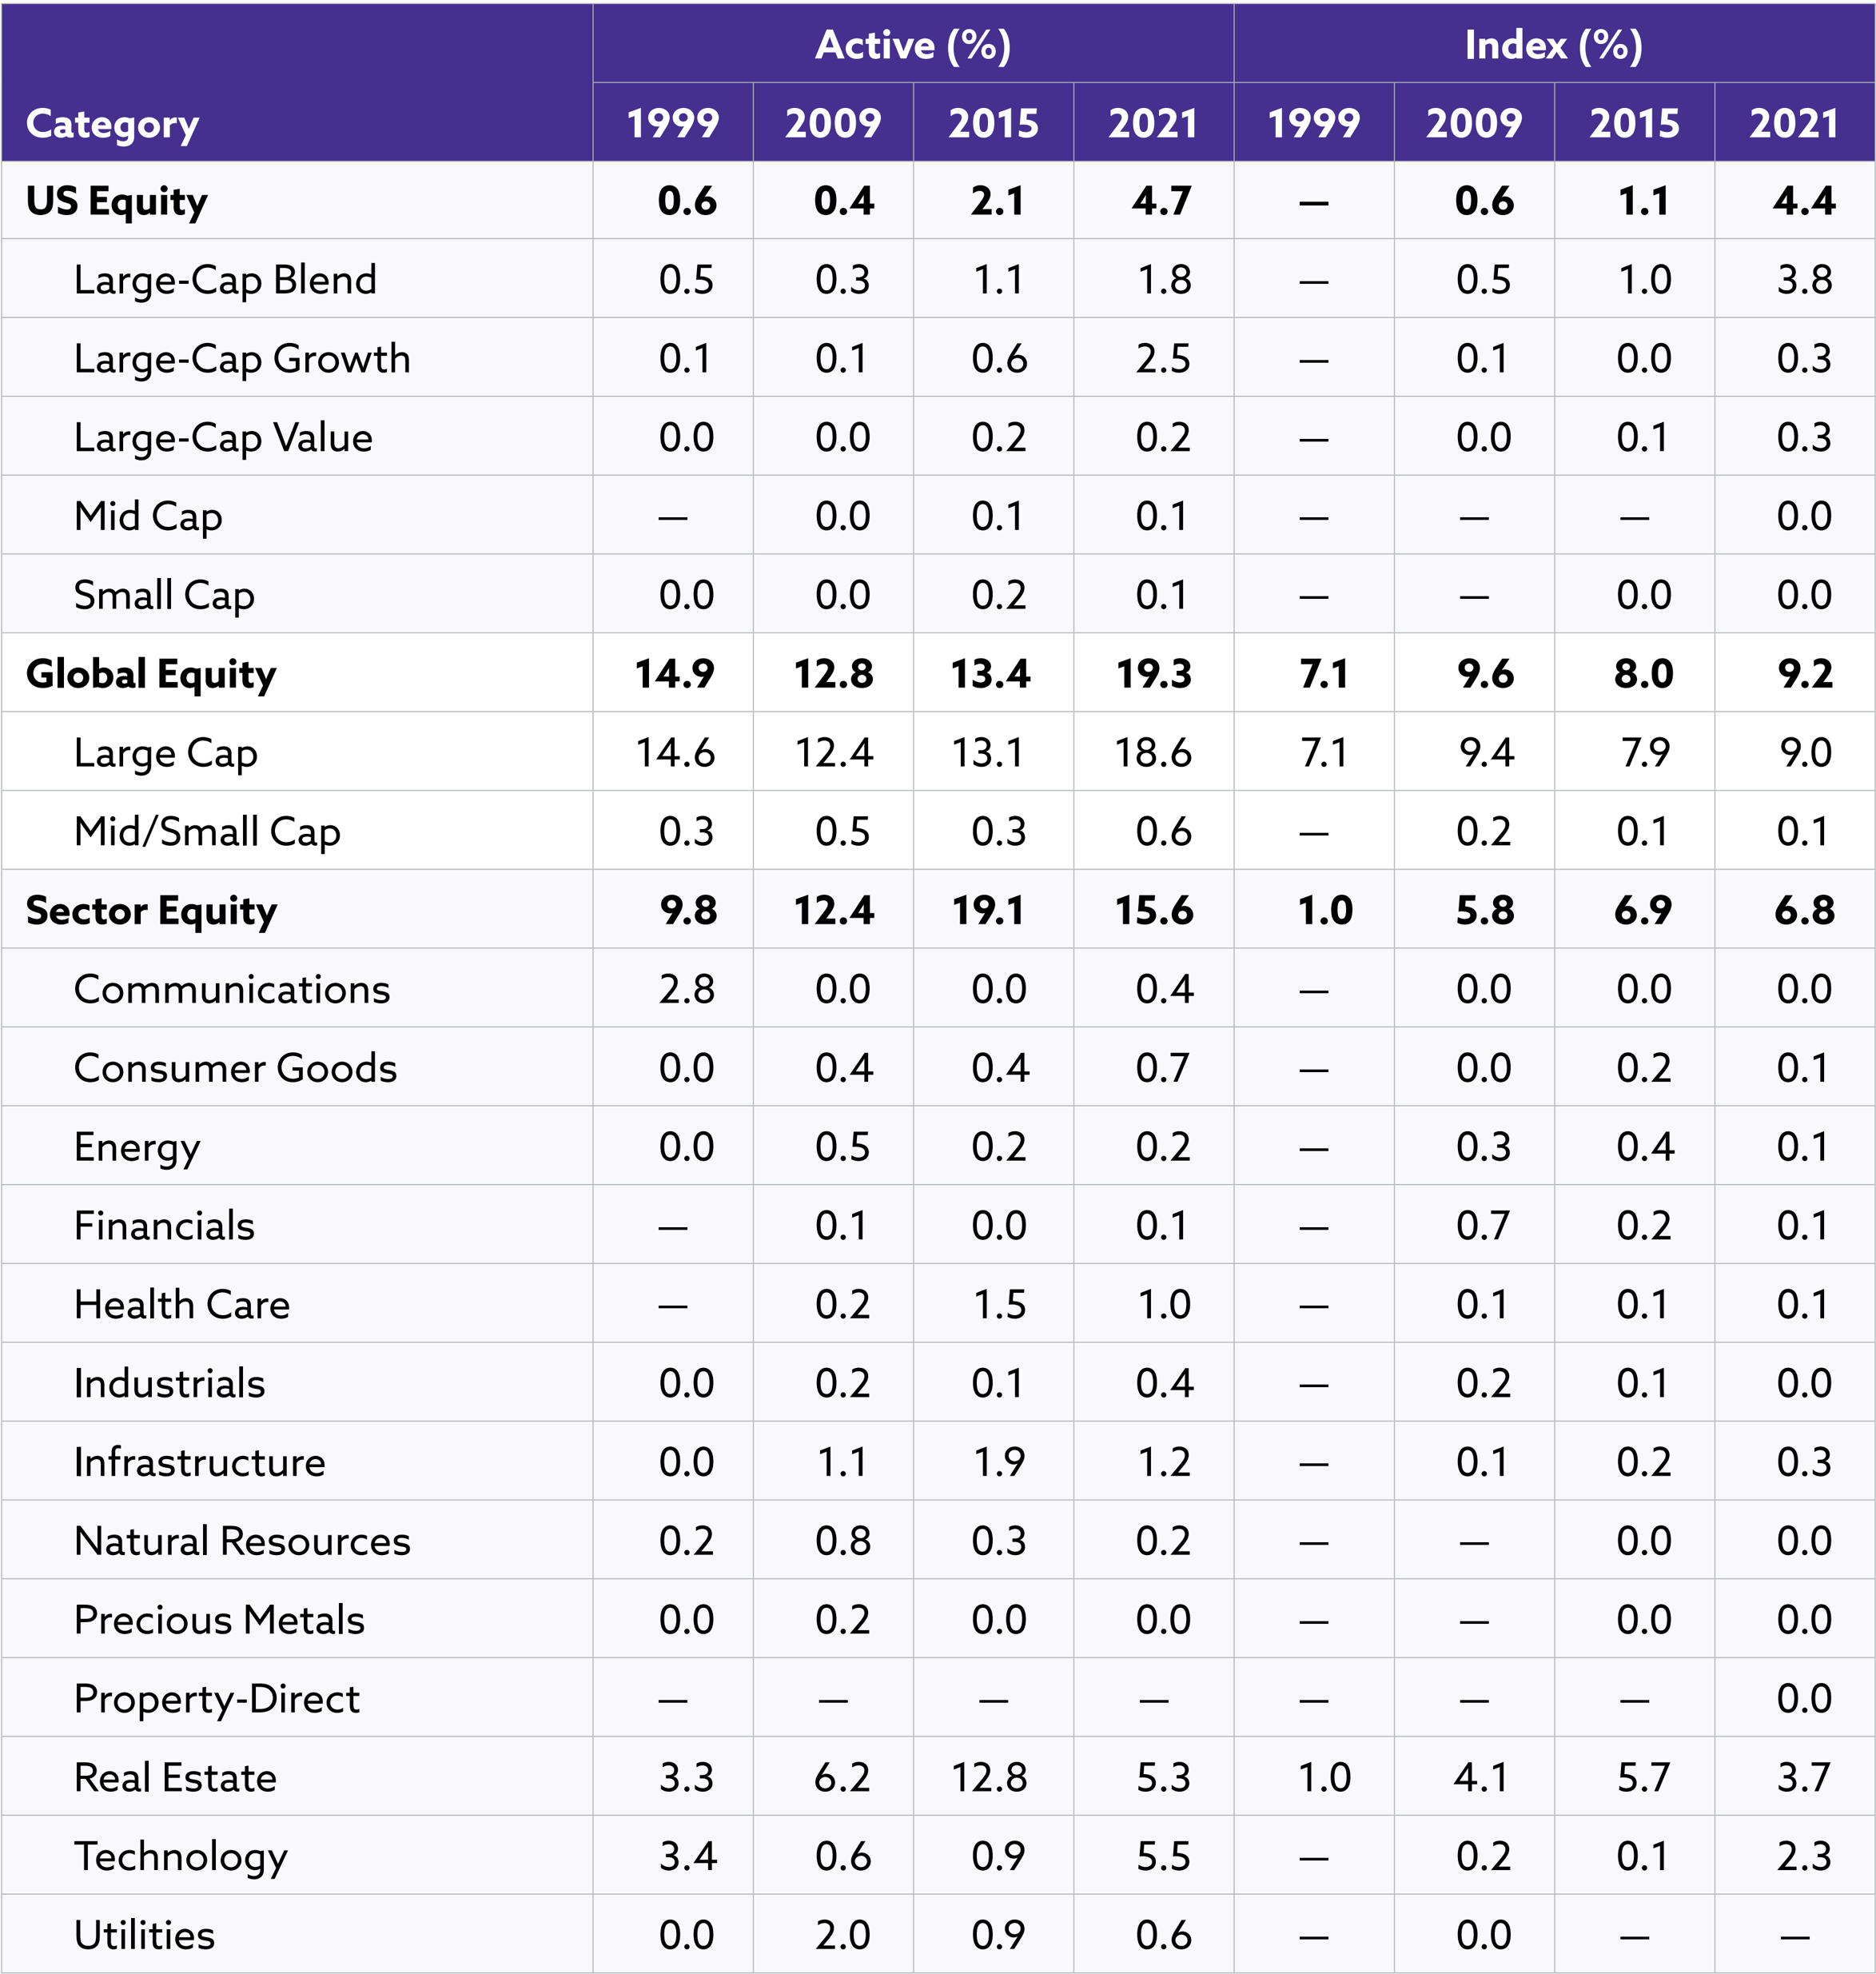 Active (%) Index (%)
Category 1999 2009 2015 2021 1999 2009 2015 2021
US Equity 0.6 0.4 2.1 4.7 — 0.6 1.1 4.4
Large-Cap Blend 0.5 0.3 1.1 1.8 — 0.5 1.0 3.8
Large-Cap Growth 0.1 0.1 0.6 2.5 — 0.1 0.0 0.3
Large-Cap Value 0.0 0.0 0.2 0.2 — 0.0 0.1 0.3
Mid Cap — 0.0 0.1 0.1 — — — 0.0
Small Cap 0.0 0.0 0.2 0.1 — — 0.0 0.0
Global Equity 14.9 12.8 13.4 19.3 7.1 9.6 8.0 9.2
Large Cap 14.6 12.4 13.1 18.6 7.1 9.4 7.9 9.0
Mid/Small Cap 0.3 0.5 0.3 0.6 — 0.2 0.1 0.1
Sector Equity 9.8 12.4 19.1 15.6 1.0 5.8 6.9 6.8
Communications 2.8 0.0 0.0 0.4 — 0.0 0.0 0.0
Consumer Goods 0.0 0.4 0.4 0.7 — 0.0 0.2 0.1
Energy 0.0 0.5 0.2 0.2 — 0.3 0.4 0.1
Financials — 0.1 0.0 0.1 — 0.7 0.2 0.1
Health Care — 0.2 1.5 1.0 — 0.1 0.1 0.1
Industrials 0.0 0.2 0.1 0.4 — 0.2 0.1 0.0
Infrastructure 0.0 1.1 1.9 1.2 — 0.1 0.2 0.3
Natural Resources 0.2 0.8 0.3 0.2 — — 0.0 0.0
Precious Metals 0.0 0.2 0.0 0.0 — — 0.0 0.0
Property-Direct — — — — — — — 0.0
Real Estate 3.3 6.2 12.8 5.3 1.0 4.1 5.7 3.7
Technology 3.4 0.6 0.9 5.5 — 0.2 0.1 2.3
Utilities 0.0 2.0 0.9 0.6 — 0.0 — —